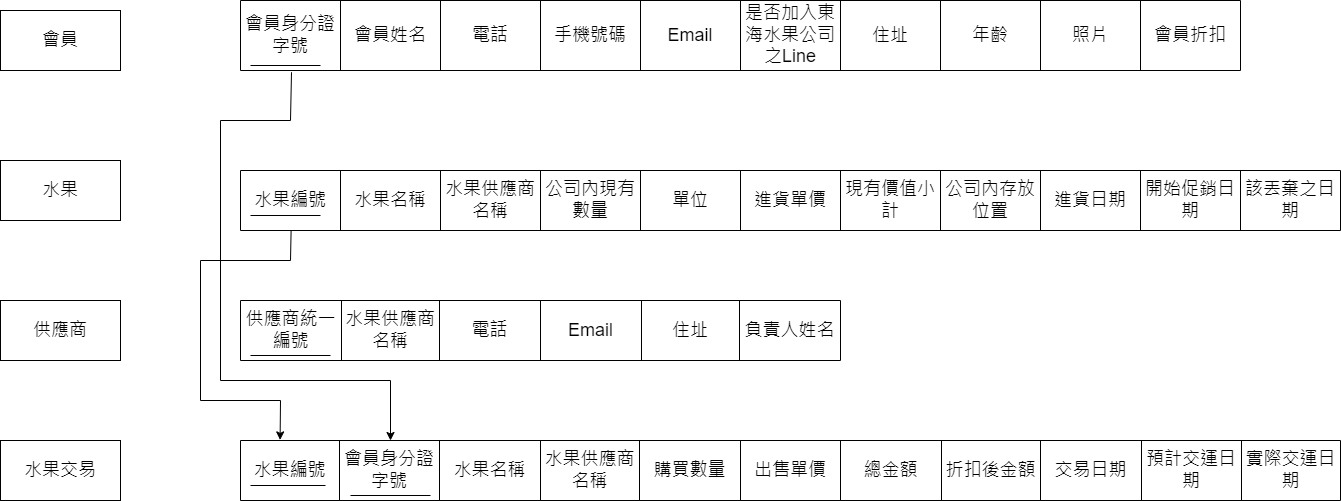 會員
會員身分證
字號
會員姓名
電話
手機號碼
Email
是否加入東
海水果公司
之Line
住址
年齡
照片
會員折扣
水果
水果編號
水果名稱
水果供應商
名稱
公司內現有
數量
單位
進貨單價
現有價值小
計
公司內存放
位置
進貨日期
開始促銷日
期
該丟棄之日
期
供應商
供應商統一
編號
水果供應商
名稱
電話
Email
住址
負責人姓名
水果交易
水果編號
會員身分證
字號
水果名稱
水果供應商
名稱
購買數量
出售單價
總金額
折扣後金額
交易日期
預計交運日
期
實際交運日
期